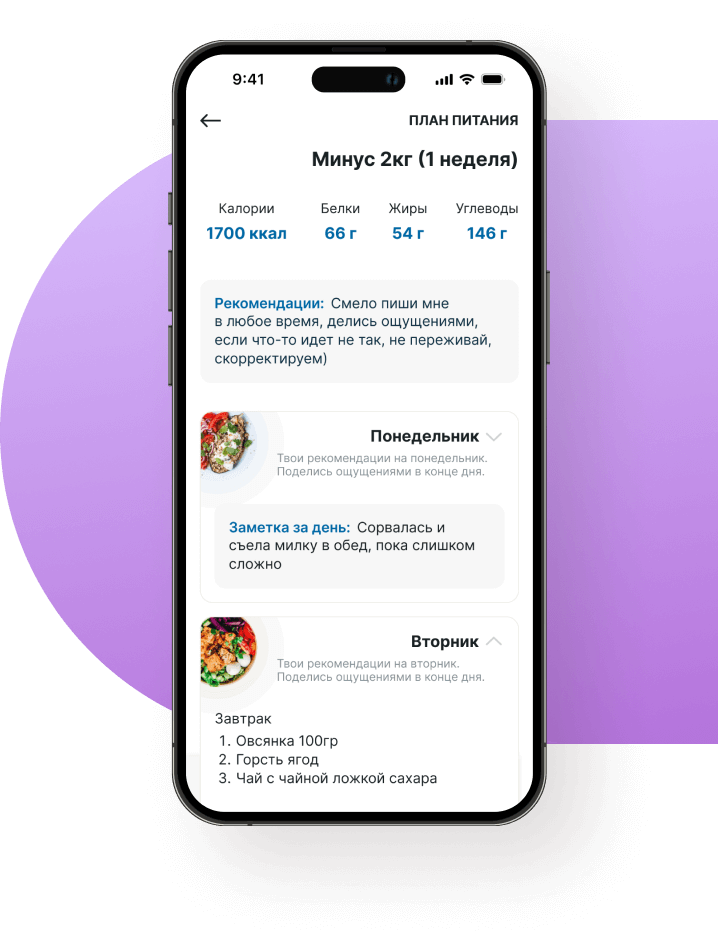 9:41
ПЛАН ПИТАНИЯ
Минус 2кг (1 неделя)
Калории Белки Жиры Углеводы
1700 ккал 66 г 54 г 146 г
Рекомендации: Смело пиши мне
в любое время, делись ощущениями,
если что-то идет не так, не переживай,
скорректируем)
Понедельник
Твои рекомендации на понедельник.
Поделись ощущениями в конце дня.
Заметка за день: Сорвалась и
съела милку в обед, пока слишком
сложно
Вторник
Твои рекомендации на вторник.
Поделись ощущениями в конце дня.
Завтрак
1. Овсянка 100гр
2. Горсть ягод
3. Чай с чайной ложкой сахара